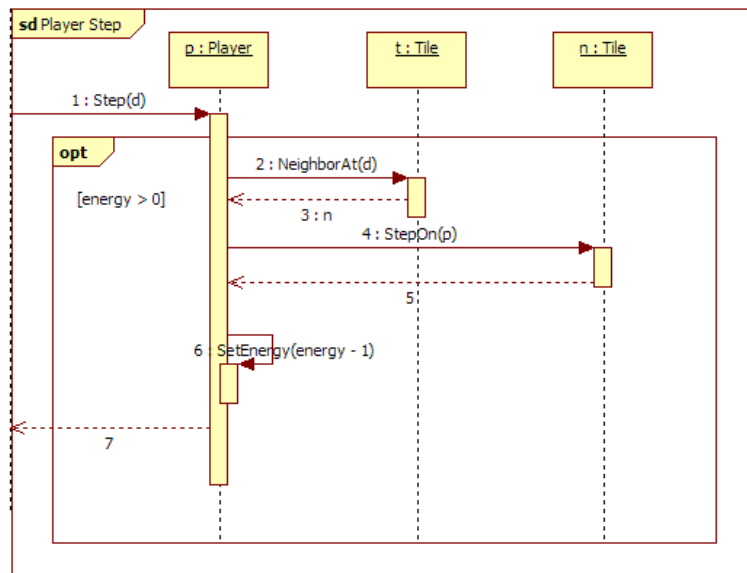 sd Player Step
p : Player
t : Tile
n : Tile
1 : Step(d)
opt
2 : NeighborAt(d)
[energy > 0]
3 : n
4 : StepOn(p)
5
6 : SetEnergy(energy - 1)
7